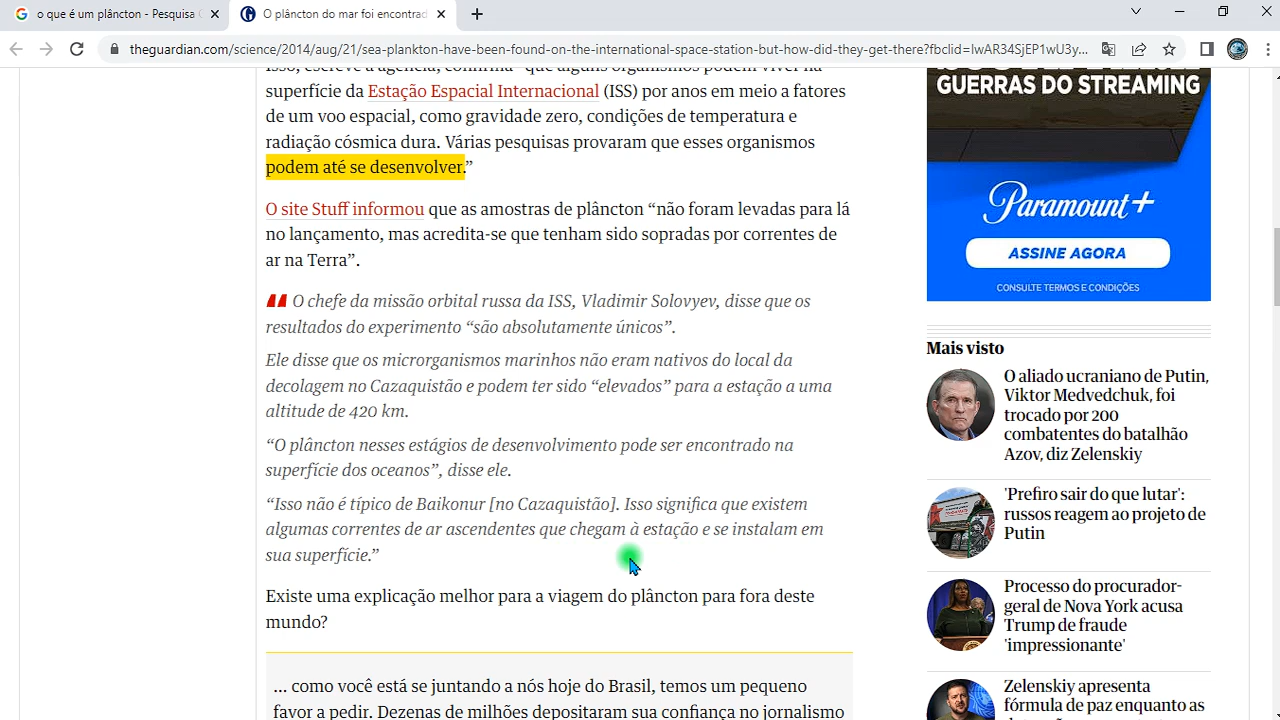 o que é um plâncton - Pesquisa
O plâncton do mar foi encontrad
theguardian.com/science/2014/aug/21/sea-plankton-have-been-found-on-the-international-space-station-but-how-did-they-get-there?fbclid=IwAR34SjEP1wU3y...
superfície da Estação Espacial Internacional (ISS) por anos em meio a fatores
de um voo espacial, como gravidade zero, condições de temperatura e
radiação cósmica dura. Várias pesquisas provaram que esses organismos
podem até se desenvolver.”
O site Stuff informou que as amostras de plâncton “não foram levadas para lá
no lançamento, mas acredita-se que tenham sido sopradas por correntes de
ar na Terra”.
O chefe da missão orbital russa da ISS, Vladimir Solovyev, disse que os
resultados do experimento “são absolutamente únicos”.
Ele disse que os microrganismos marinhos não eram nativos do local da
decolagem no Cazaquistão e podem ter sido “elevados” para a estação a uma
altitude de 420 km.
“O plâncton nesses estágios de desenvolvimento pode ser encontrado na
superfície dos oceanos”, disse ele.
“Isso não é típico de Baikonur [no Cazaquistão]. Isso significa que existem
algumas correntes de ar ascendentes que chegam à estação e se instalam em
sua superfície.”
Existe uma explicação melhor para a viagem do plâncton para fora deste
mundo?
... como você está se juntando a nós hoje do Brasil, temos um pequeno
favor a pedir. Dezenas de milhões depositaram sua confiança no jornalismo
GUERRAS DO STREAMING
Paramount+
ASSINE AGORA
CONSULTE TERMOS E CONDIÇÕES
Mais visto
O aliado ucraniano de Putin,
Viktor Medvedchuk, foi
trocado por 200
combatentes do batalhão
Azov, diz Zelenskiy
'Prefiro sair do que lutar':
russos reagem ao projeto de
Putin
Processo do procurador-
geral de Nova York acusa
Trump de fraude
'impressionante'
Zelenskiy apresenta
fórmula de paz enquanto os